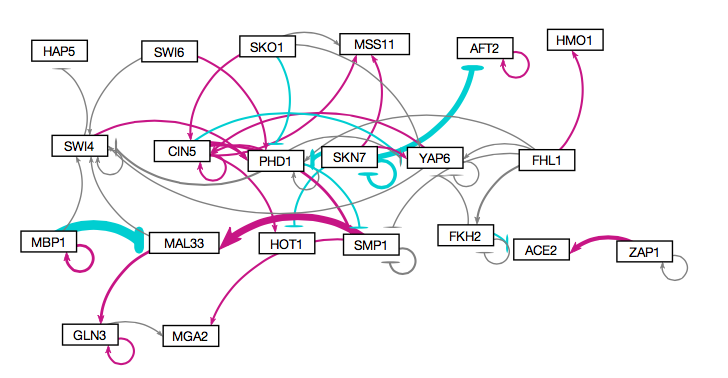 HAP5
SWI6
SKO1
MSS11
AFT2
HMO1
SWI4
CIN5
PHD1
SKN7
YAP6
FHL1
MBP1
MAL33
HOT1
SMP1
FKH2
ACE2
ZAP1
GLN3
MGA2